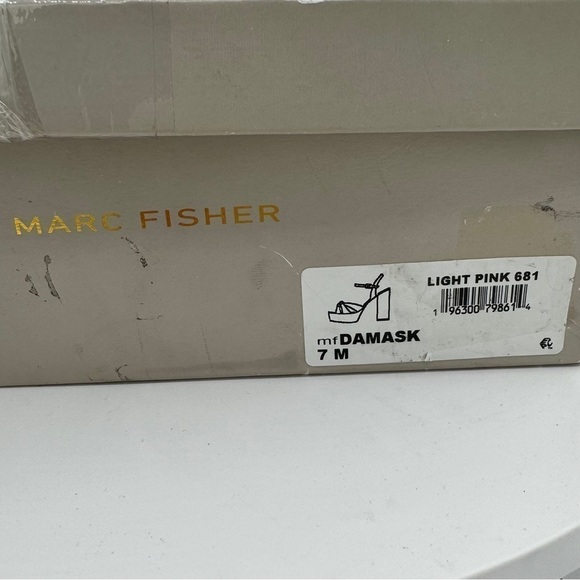 MARC FISHER
LIGHT PINK 681
1 96300 79861 4
mfDAMASK
7 M